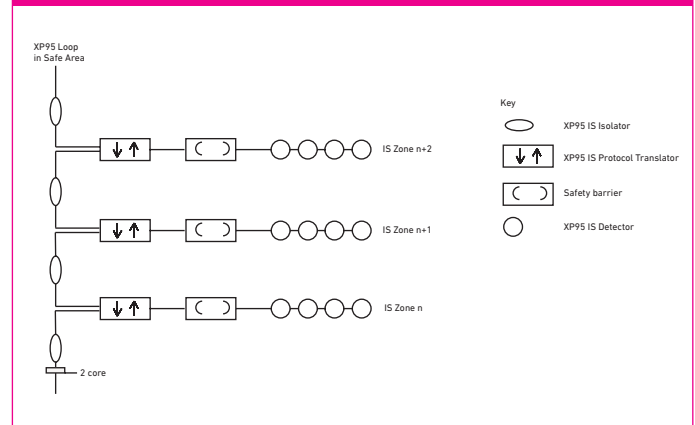 XP95 Loop
in Safe Area
Key
XP95 IS Isolator
IS Zone n+2
XP95 IS Protocol Translator
Safety barrier
XP95 IS Detector
IS Zone n+1
IS Zone n
2 core